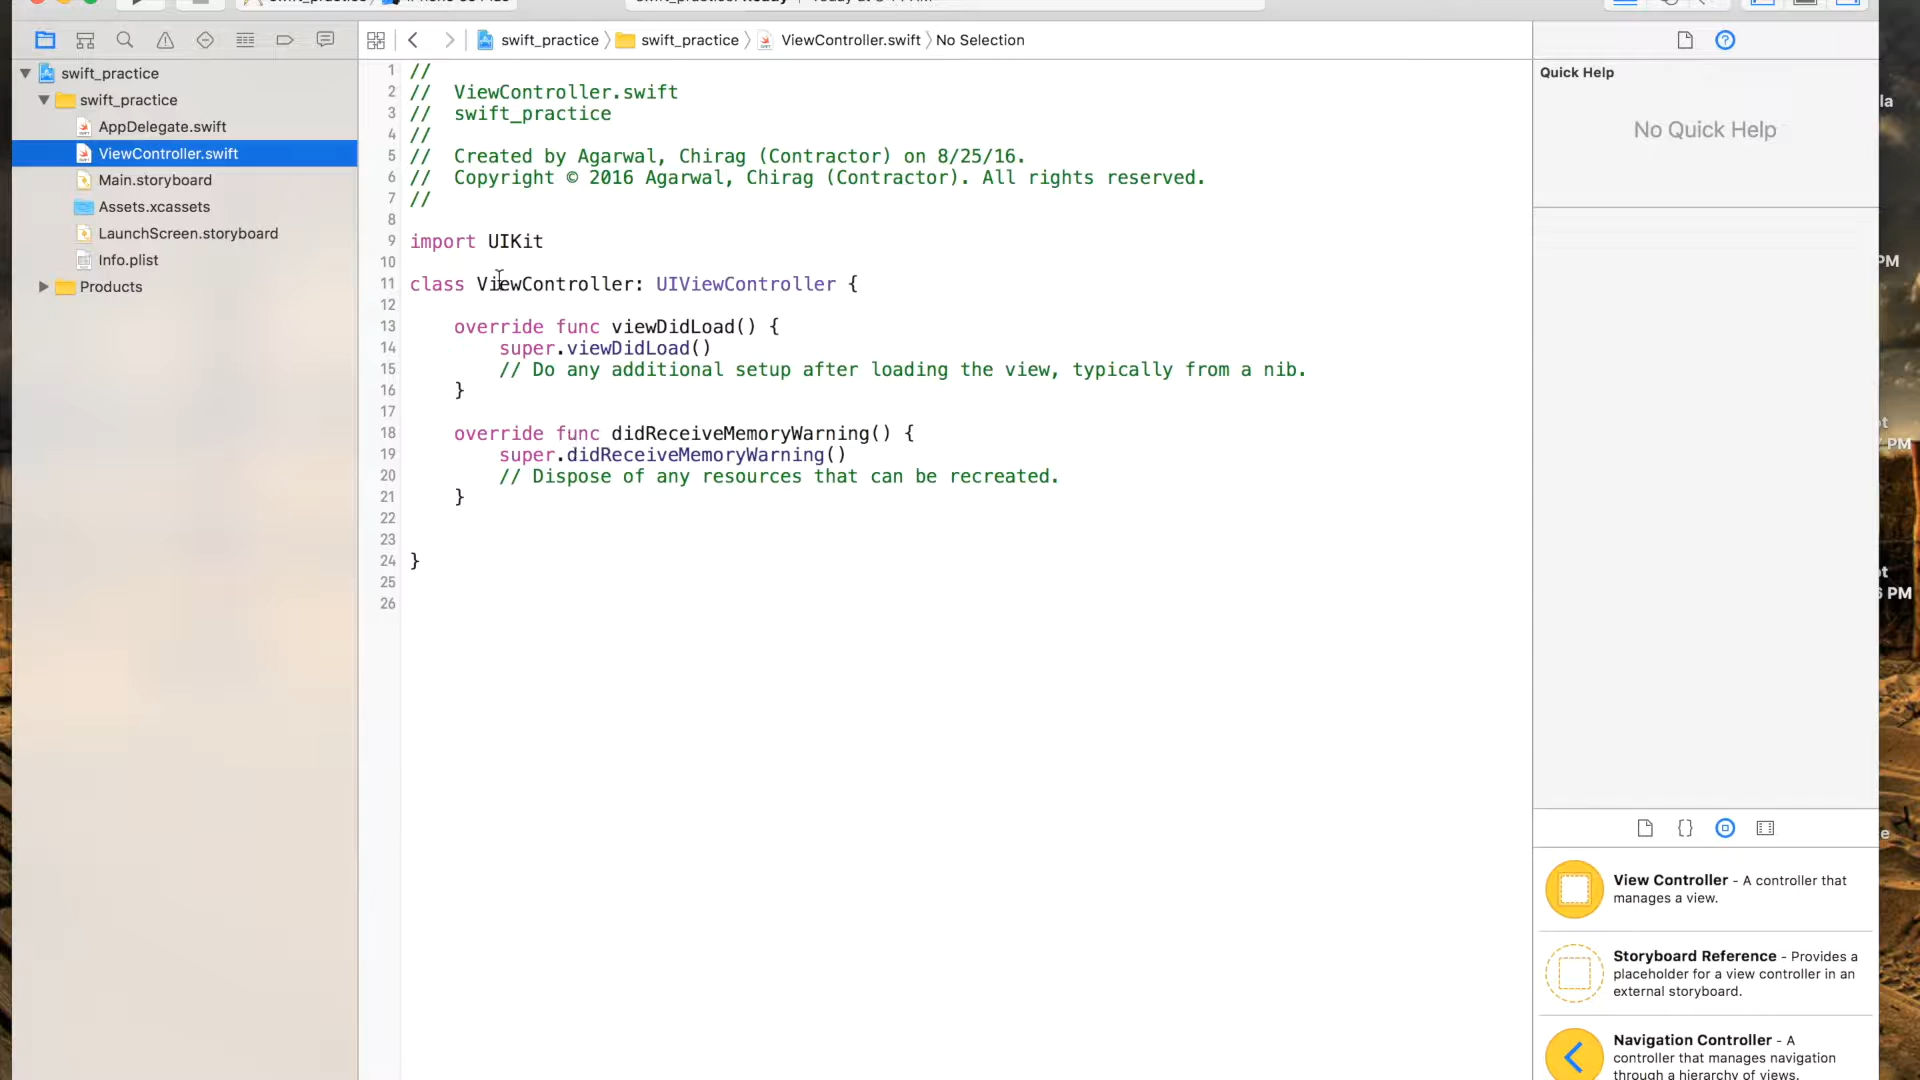 swift_practice
swift_practice
ViewController.swift
No Selection
swift_practice
swift_practice
AppDelegate.swift
ViewController.swift
Main.storyboard
Assets.xcassets
LaunchScreen.storyboard
Info.plist
Products
1 //
2 //  ViewController.swift
3 //  swift_practice
4 //
5 //  Created by Agarwal, Chirag (Contractor) on 8/25/16.
6 //  Copyright © 2016 Agarwal, Chirag (Contractor). All rights reserved.
7 //
8
9 import UIKit
10
11 class ViewController: UIViewController {
12
13     override func viewDidLoad() {
14         super.viewDidLoad()
15         // Do any additional setup after loading the view, typically from a nib.
16     }
17
18     override func didReceiveMemoryWarning() {
19         super.didReceiveMemoryWarning()
20         // Dispose of any resources that can be recreated.
21     }
22
23
24 }
25
26
Quick Help
No Quick Help
View Controller - A controller that
manages a view.
Storyboard Reference - Provides a
placeholder for a view controller in an
external storyboard.
Navigation Controller - A
controller that manages navigation
through a hierarchy of views.
la
PM
PM
PM